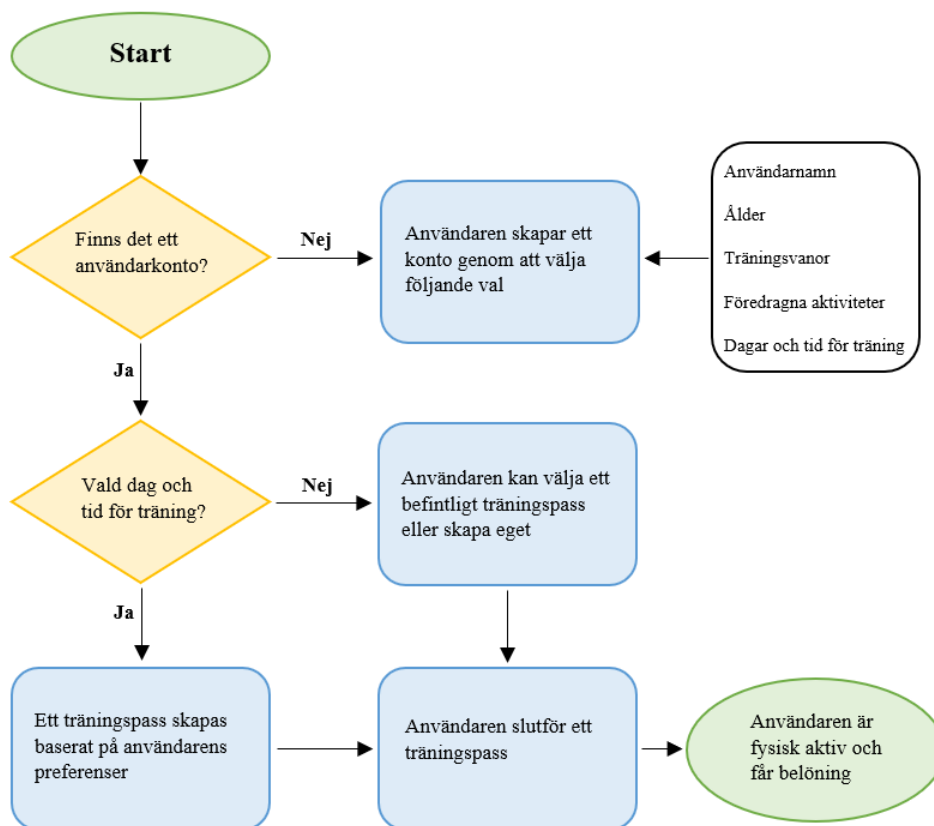 Start
Finns det ett
användarkonto?
Nej
Användaren skapar ett
konto genom att välja
följande val
Användarnamn
Ålder
Träningsvanor
Föredragna aktiviteter
Dagar och tid för träning
Ja
Vald dag och
tid för träning?
Nej
Användaren kan välja ett
befintligt träningspass
eller skapa eget
Ja
Ett träningspass skapas
baserat på användarens
preferenser
Användaren slutför ett
träningspass
Användaren är
fysisk aktiv och
får belöning